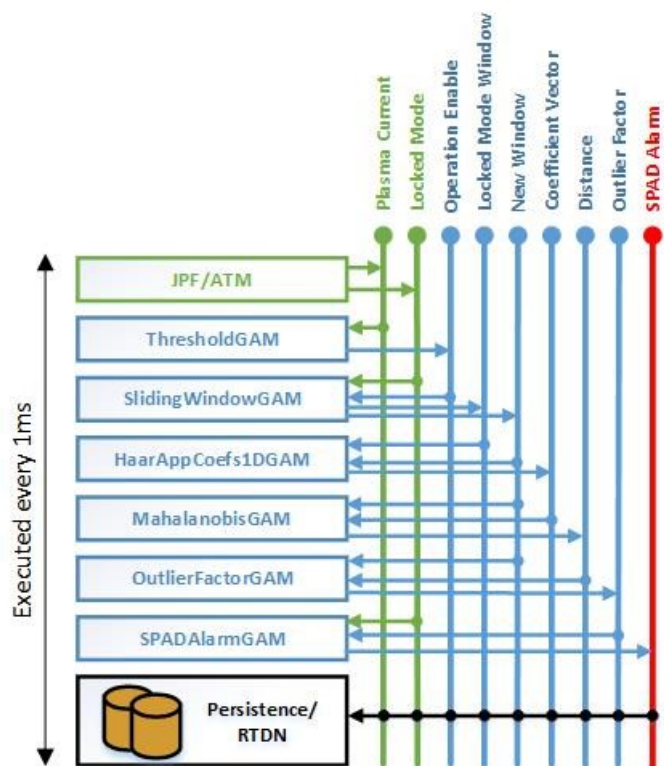 Plasma Current
Locked Mode
Operation Enable
Locked Mode Window
New Window
Coefficient Vector
Distance
Outlier Factor
SPAD Alarm
Executed every 1ms
JPF/ATM
ThresholdGAM
SlidingWindowGAM
HaarAppCoefs1DGAM
MahalanobisGAM
OutlierFactorGAM
SPADAlarmGAM
Persistence/
RTDN